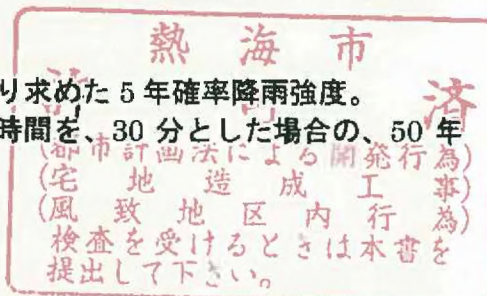 熱海市
り求めた5年確率降雨強度。
済
時間を、30分とした場合の、50年
(都市計画法による開発行為)
(宅地造成工事)
(風致地区内行為)
検査を受けるときは本書を
提出して下さい。